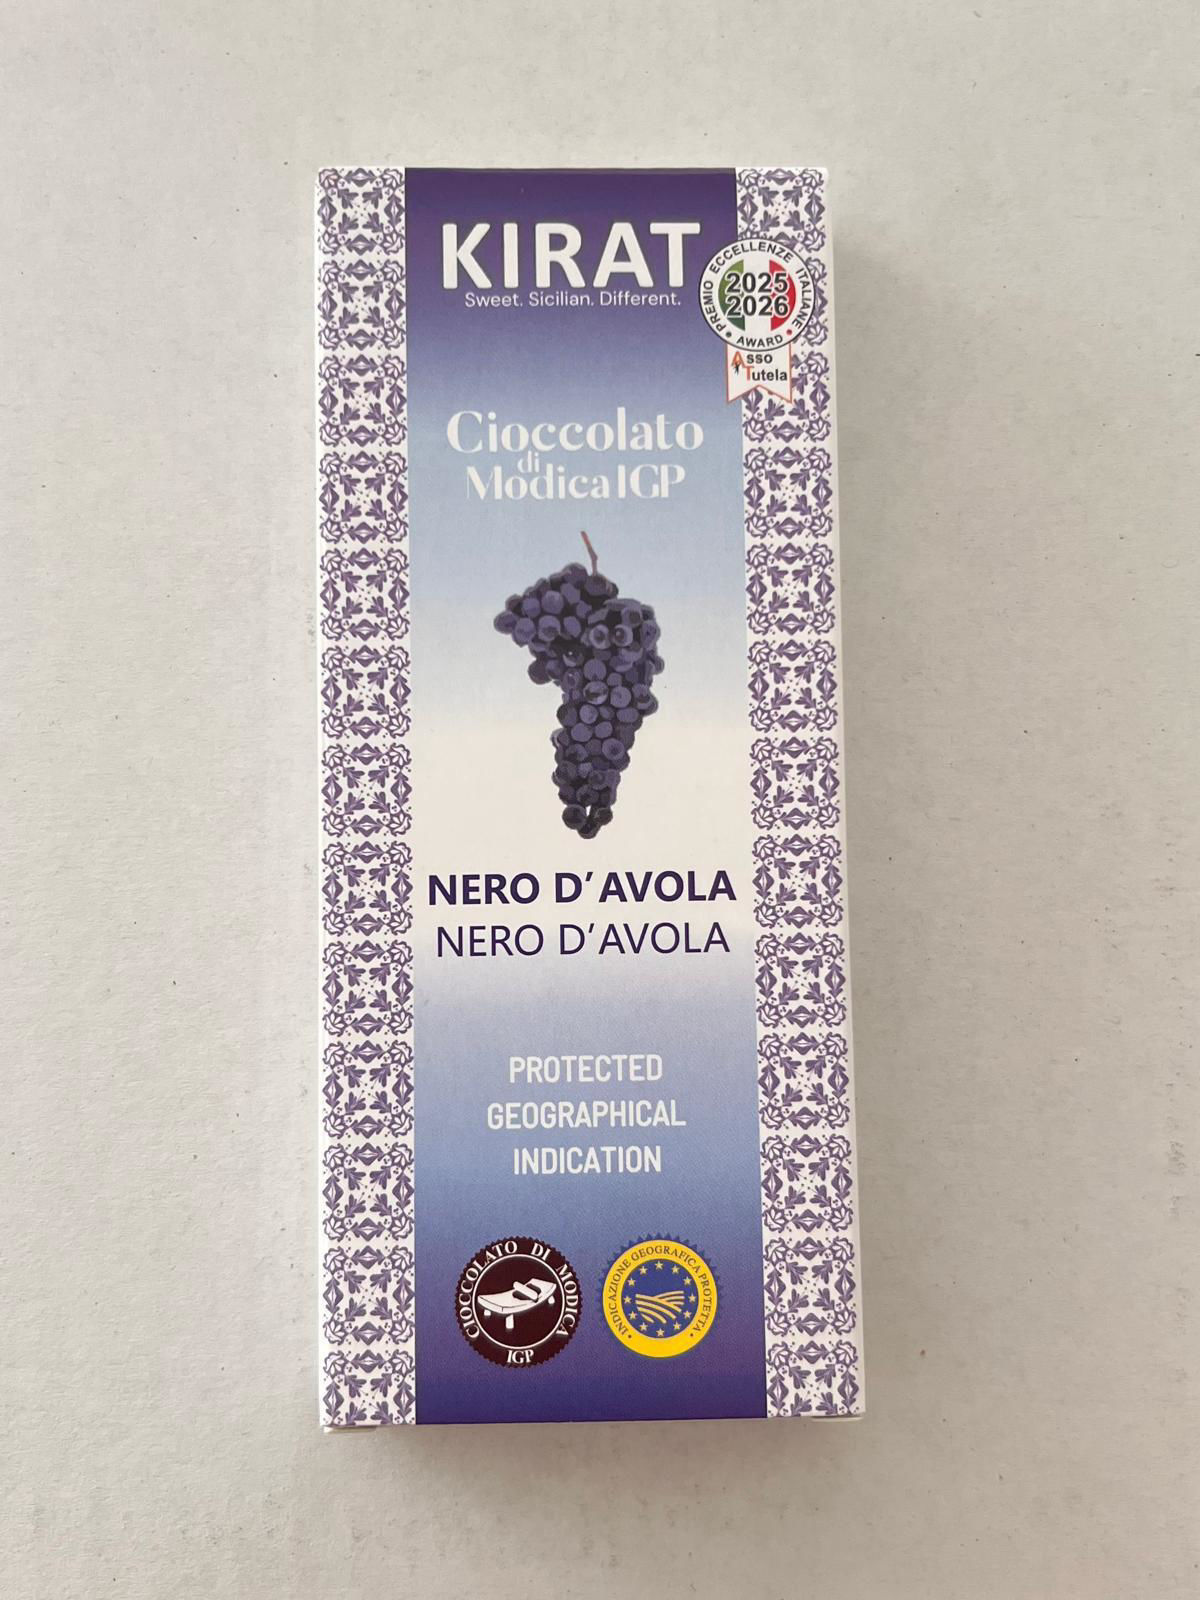 KIRAT
Sweet. Sicilian. Different.
PREMIO ECCELLENZE ITALIANE
2025
2026
AWARD
Asso
Tutela
Cioccolato
di
Modica IGP
NERO D’AVOLA
NERO D’AVOLA
PROTECTED
GEOGRAPHICAL
INDICATION
CIOCCOLATO DI MODICA
IGP
INDICAZIONE GEOGRAFICA PROTETTA